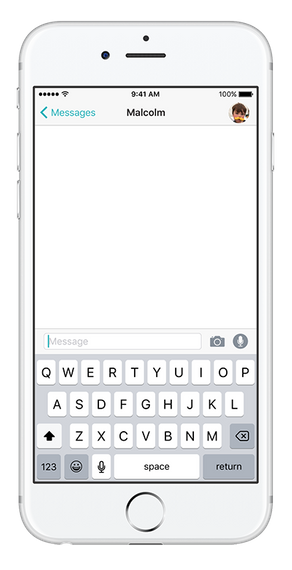 9:41 AM
100%
Messages
Malcolm
Message
Q W E R T Y U I O P
A S D F G H J K L
Z X C V B N M
123 space return